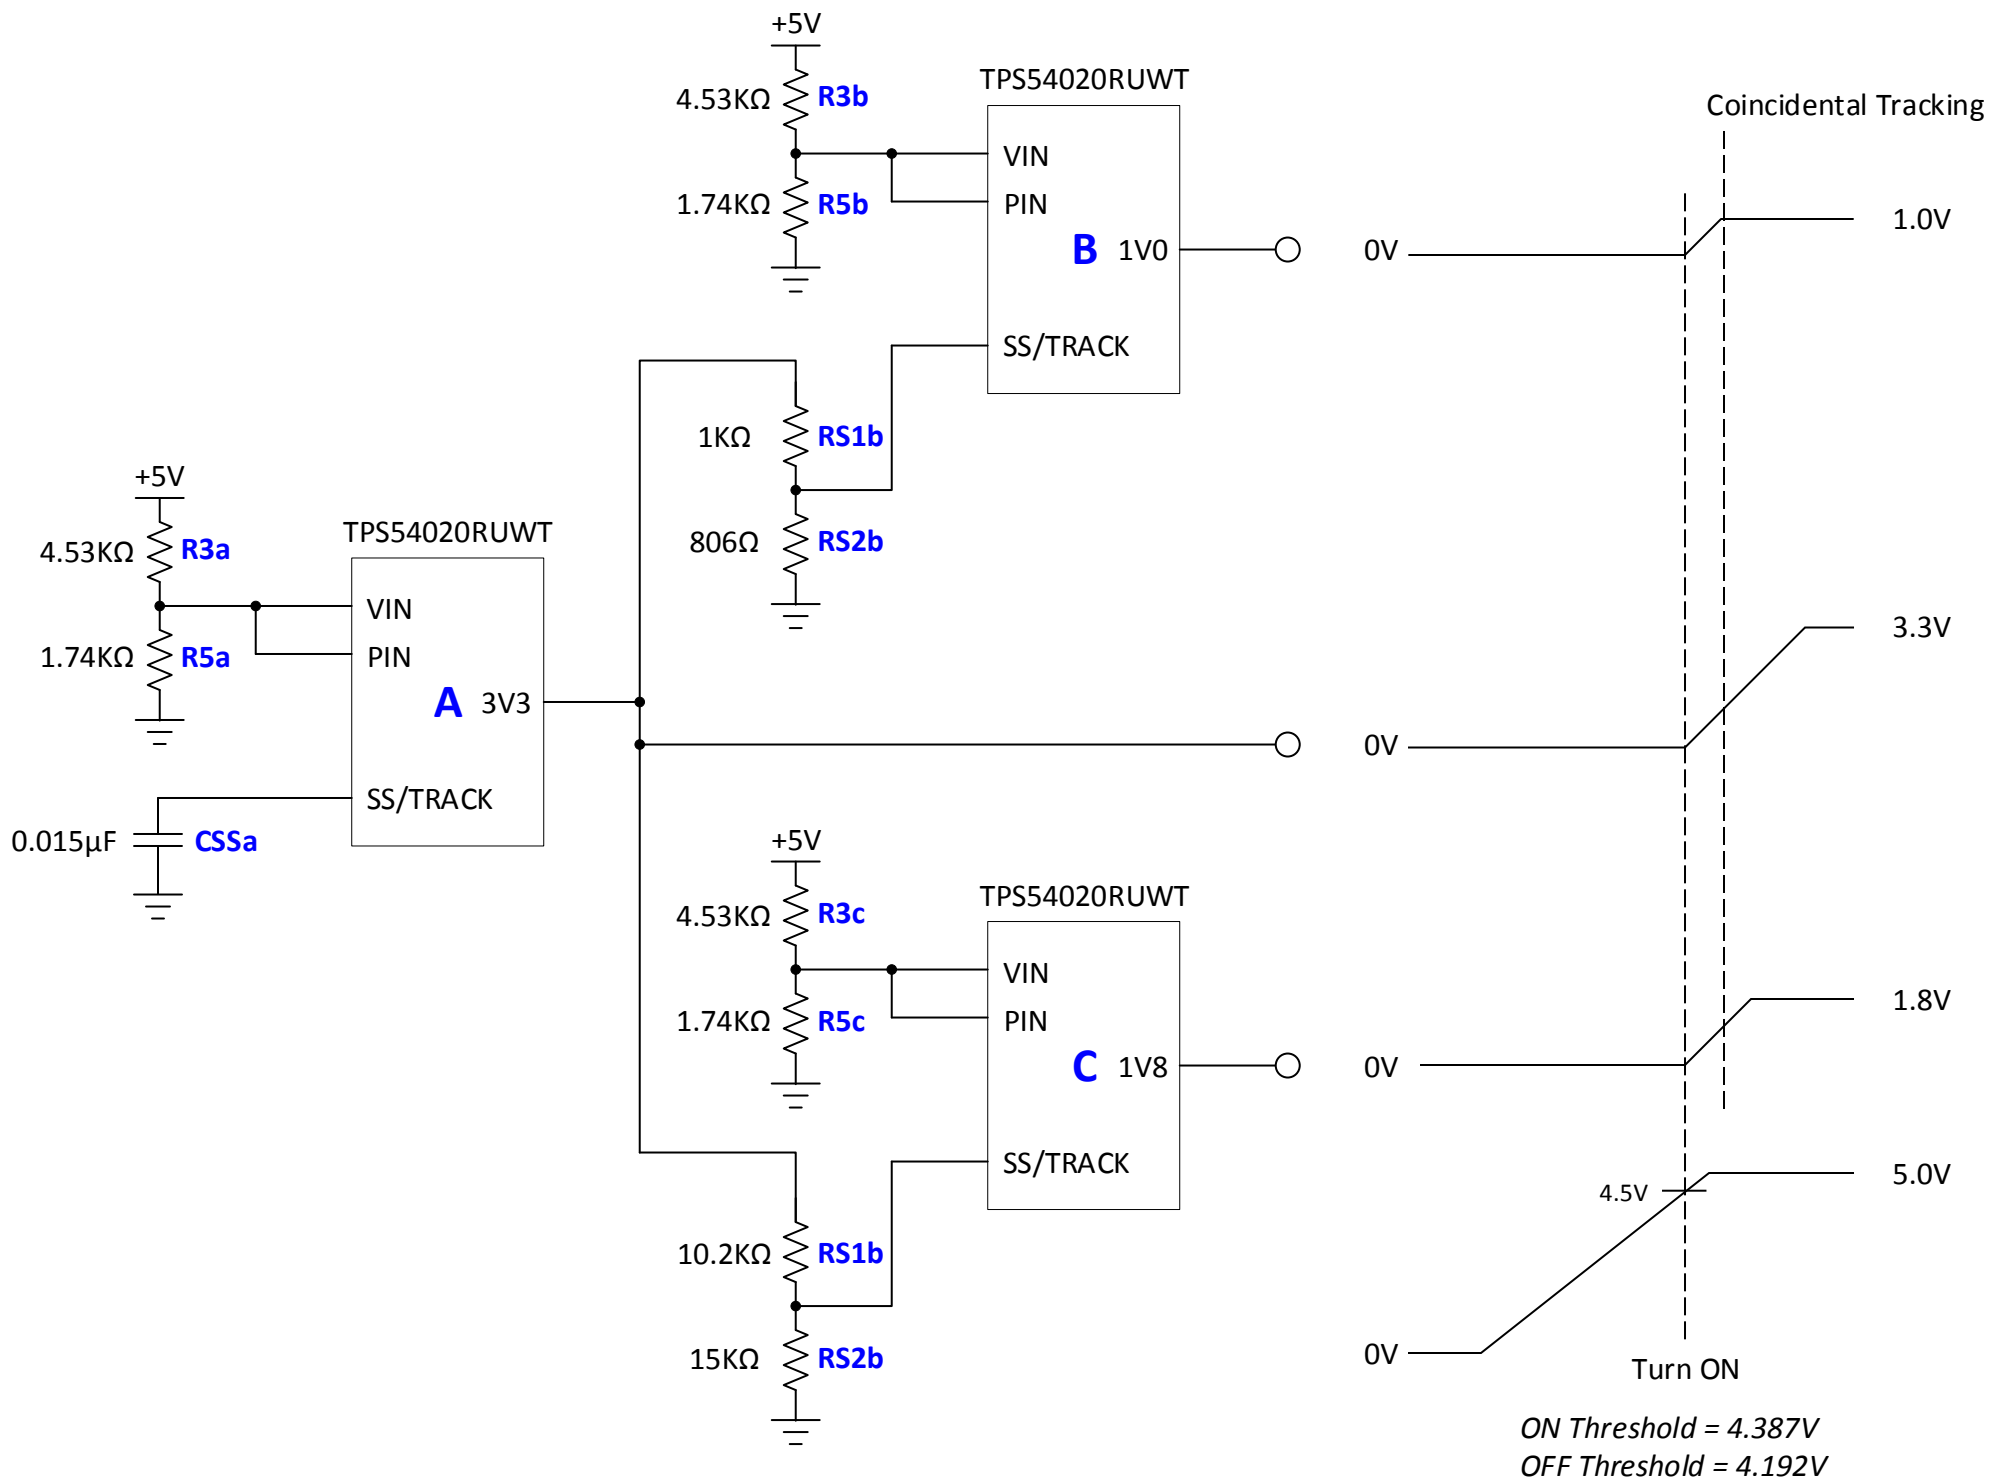 +5V
4.53KΩ R3b
TPS54020RUWT
VIN
1.74KΩ R5b
PIN
B 1V0
SS/TRACK
1KΩ RS1b
806Ω RS2b
+5V
4.53KΩ R3a
TPS54020RUWT
VIN
1.74KΩ R5a
PIN
A 3V3
SS/TRACK
0.015µF CSSa
+5V
4.53KΩ R3c
TPS54020RUWT
VIN
1.74KΩ R5c
PIN
C 1V8
SS/TRACK
10.2KΩ RS1b
15KΩ RS2b
Coincidental Tracking
0V 1.0V
0V 3.3V
0V 1.8V
4.5V 5.0V
0V
Turn ON
ON Threshold = 4.387V
OFF Threshold = 4.192V